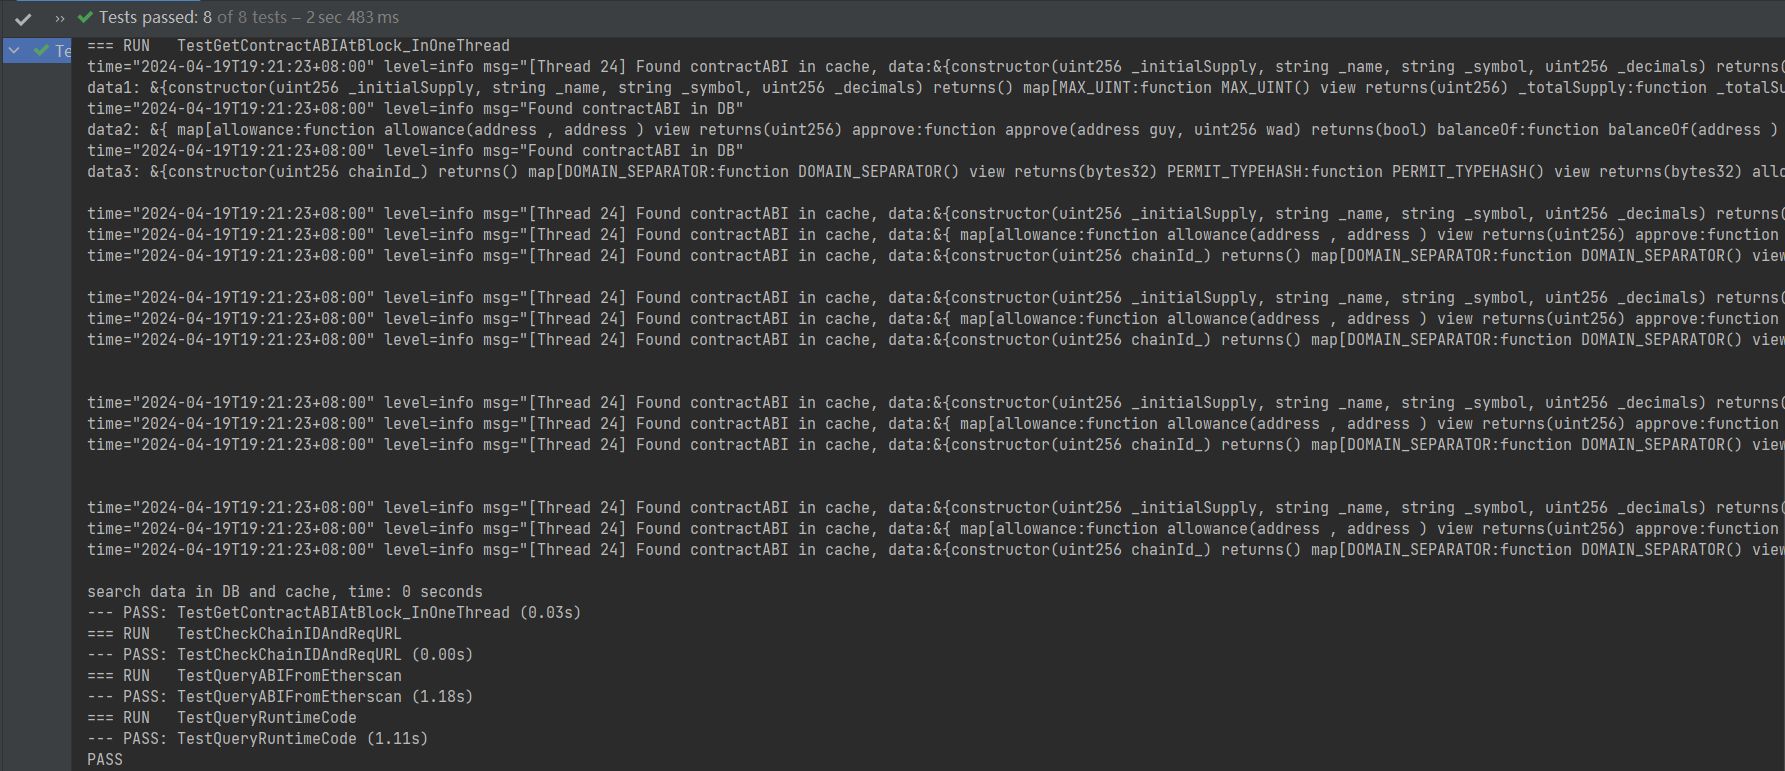 Tests passed: 8 of 8 tests – 2 sec 483 ms
Te
=== RUN   TestGetContractABIAtBlock_InOneThread
time="2024-04-19T19:21:23+08:00" level=info msg="[Thread 24] Found contractABI in cache, data:&{constructor(uint256 _initialSupply, string _name, string _symbol, uint256 _decimals) returns(
data1: &{constructor(uint256 _initialSupply, string _name, string _symbol, uint256 _decimals) returns() map[MAX_UINT:function MAX_UINT() view returns(uint256) _totalSupply:function _totalSu
time="2024-04-19T19:21:23+08:00" level=info msg="Found contractABI in DB"
data2: &{ map[allowance:function allowance(address , address ) view returns(uint256) approve:function approve(address guy, uint256 wad) returns(bool) balanceOf:function balanceOf(address )
time="2024-04-19T19:21:23+08:00" level=info msg="Found contractABI in DB"
data3: &{constructor(uint256 chainId_) returns() map[DOMAIN_SEPARATOR:function DOMAIN_SEPARATOR() view returns(bytes32) PERMIT_TYPEHASH:function PERMIT_TYPEHASH() view returns(bytes32) allo
time="2024-04-19T19:21:23+08:00" level=info msg="[Thread 24] Found contractABI in cache, data:&{constructor(uint256 _initialSupply, string _name, string _symbol, uint256 _decimals) returns(
time="2024-04-19T19:21:23+08:00" level=info msg="[Thread 24] Found contractABI in cache, data:&{ map[allowance:function allowance(address , address ) view returns(uint256) approve:function
time="2024-04-19T19:21:23+08:00" level=info msg="[Thread 24] Found contractABI in cache, data:&{constructor(uint256 chainId_) returns() map[DOMAIN_SEPARATOR:function DOMAIN_SEPARATOR() view
time="2024-04-19T19:21:23+08:00" level=info msg="[Thread 24] Found contractABI in cache, data:&{constructor(uint256 _initialSupply, string _name, string _symbol, uint256 _decimals) returns(
time="2024-04-19T19:21:23+08:00" level=info msg="[Thread 24] Found contractABI in cache, data:&{ map[allowance:function allowance(address , address ) view returns(uint256) approve:function
time="2024-04-19T19:21:23+08:00" level=info msg="[Thread 24] Found contractABI in cache, data:&{constructor(uint256 chainId_) returns() map[DOMAIN_SEPARATOR:function DOMAIN_SEPARATOR() view
time="2024-04-19T19:21:23+08:00" level=info msg="[Thread 24] Found contractABI in cache, data:&{constructor(uint256 _initialSupply, string _name, string _symbol, uint256 _decimals) returns(
time="2024-04-19T19:21:23+08:00" level=info msg="[Thread 24] Found contractABI in cache, data:&{ map[allowance:function allowance(address , address ) view returns(uint256) approve:function
time="2024-04-19T19:21:23+08:00" level=info msg="[Thread 24] Found contractABI in cache, data:&{constructor(uint256 chainId_) returns() map[DOMAIN_SEPARATOR:function DOMAIN_SEPARATOR() view
time="2024-04-19T19:21:23+08:00" level=info msg="[Thread 24] Found contractABI in cache, data:&{constructor(uint256 _initialSupply, string _name, string _symbol, uint256 _decimals) returns(
time="2024-04-19T19:21:23+08:00" level=info msg="[Thread 24] Found contractABI in cache, data:&{ map[allowance:function allowance(address , address ) view returns(uint256) approve:function
time="2024-04-19T19:21:23+08:00" level=info msg="[Thread 24] Found contractABI in cache, data:&{constructor(uint256 chainId_) returns() map[DOMAIN_SEPARATOR:function DOMAIN_SEPARATOR() view
search data in DB and cache, time: 0 seconds
--- PASS: TestGetContractABIAtBlock_InOneThread (0.03s)
=== RUN   TestCheckChainIDAndReqURL
--- PASS: TestCheckChainIDAndReqURL (0.00s)
=== RUN   TestQueryABIFromEtherscan
--- PASS: TestQueryABIFromEtherscan (1.18s)
=== RUN   TestQueryRuntimeCode
--- PASS: TestQueryRuntimeCode (1.11s)
PASS